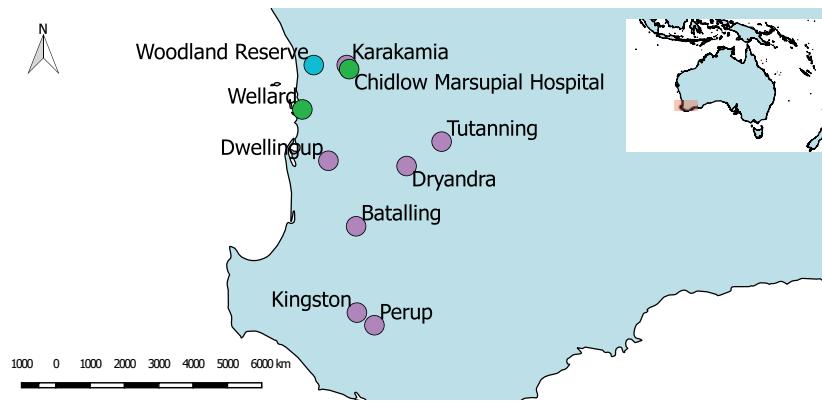 N
Woodland Reserve
Karakamia
Chidlow Marsupial Hospital
Wellard
Tutanning
Dwellingup
Dryandra
Batalling
Kingston
Perup
1000 0 1000 2000 3000 4000 5000 6000 km